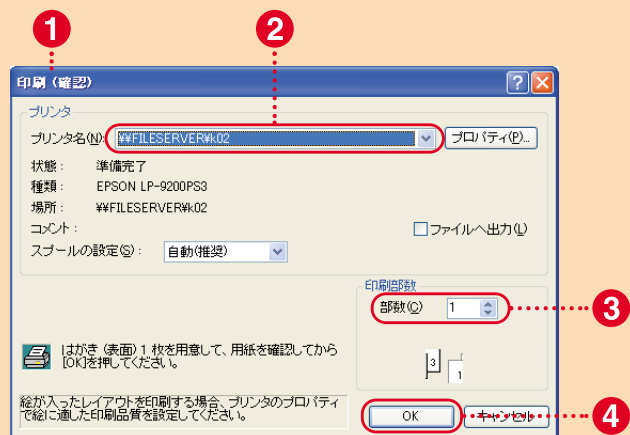 1
2
印刷（確認）
プリンタ
プリンタ名(N): ¥¥FILESERVER¥k02 プロパティ(P)...
状態： 準備完了
種類： EPSON LP-9200PS3
場所： ¥¥FILESERVER¥k02
コメント：
ファイルへ出力(L)
スプールの設定(S)： 自動(推奨)
印刷部数
部数(C) 1
3
はがき（表面）1 枚を用意して、用紙を確認してから
[OK]を押してください。
3
1
絵が入ったレイアウトを印刷する場合、プリンタのプロパティ
で絵に適した印刷品質を設定してください。
OK
キャンセル
4